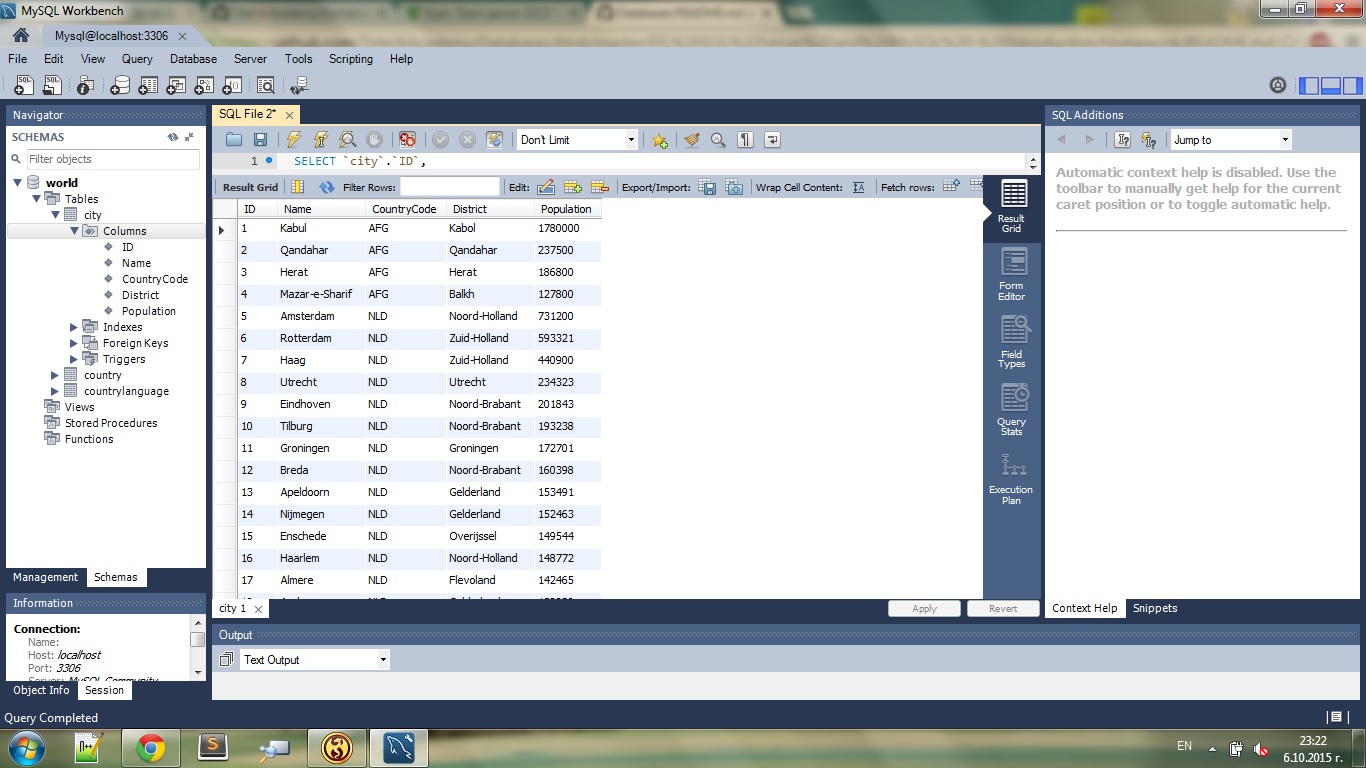 MySQL Workbench
Mysql@localhost:3306
File Edit View Query Database Server Tools Scripting Help
Navigator
SCHEMAS
Filter objects
world
Tables
city
Columns
ID
Name
CountryCode
District
Population
Indexes
Foreign Keys
Triggers
country
countrylanguage
Views
Stored Procedures
Functions
Management Schemas
Information
Connection:
Name:
Host: localhost
Port: 3306
Server: MySQL Community
Object Info Session
SQL File 2*
Don't Limit
1 SELECT `city`.`ID`,
Result Grid Filter Rows: Edit: Export/Import: Wrap Cell Content: Fetch rows:
ID Name CountryCode District Population
1 Kabul AFG Kabol 1780000
2 Qandahar AFG Qandahar 237500
3 Herat AFG Herat 186800
4 Mazar-e-Sharif AFG Balkh 127800
5 Amsterdam NLD Noord-Holland 731200
6 Rotterdam NLD Zuid-Holland 593321
7 Haag NLD Zuid-Holland 440900
8 Utrecht NLD Utrecht 234323
9 Eindhoven NLD Noord-Brabant 201843
10 Tilburg NLD Noord-Brabant 193238
11 Groningen NLD Groningen 172701
12 Breda NLD Noord-Brabant 160398
13 Apeldoorn NLD Gelderland 153491
14 Nijmegen NLD Gelderland 152463
15 Enschede NLD Overijssel 149544
16 Haarlem NLD Noord-Holland 148772
17 Almere NLD Flevoland 142465
Result
Grid
Form
Editor
Field
Types
Query
Stats
Execution
Plan
city 1
Apply Revert
SQL Additions
Jump to
Automatic context help is disabled. Use the
toolbar to manually get help for the current
caret position or to toggle automatic help.
Context Help Snippets
Output
Text Output
Query Completed
EN
23:22
6.10.2015 г.